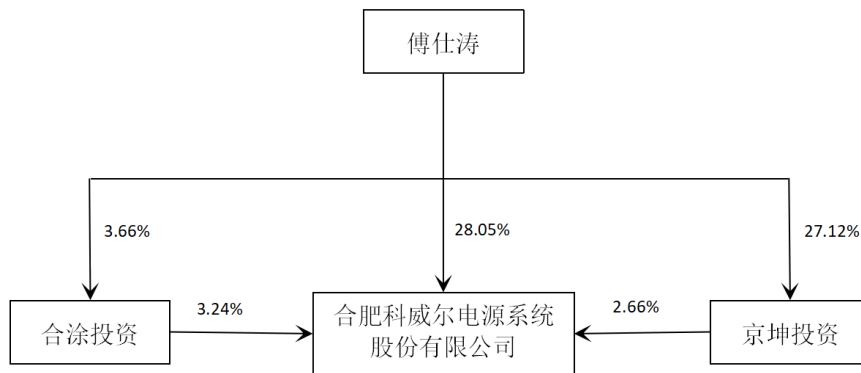 傅仕涛
3.66%
28.05%
27.12%
合涂投资
3.24%
合肥科威尔电源系统
股份有限公司
2.66%
京坤投资